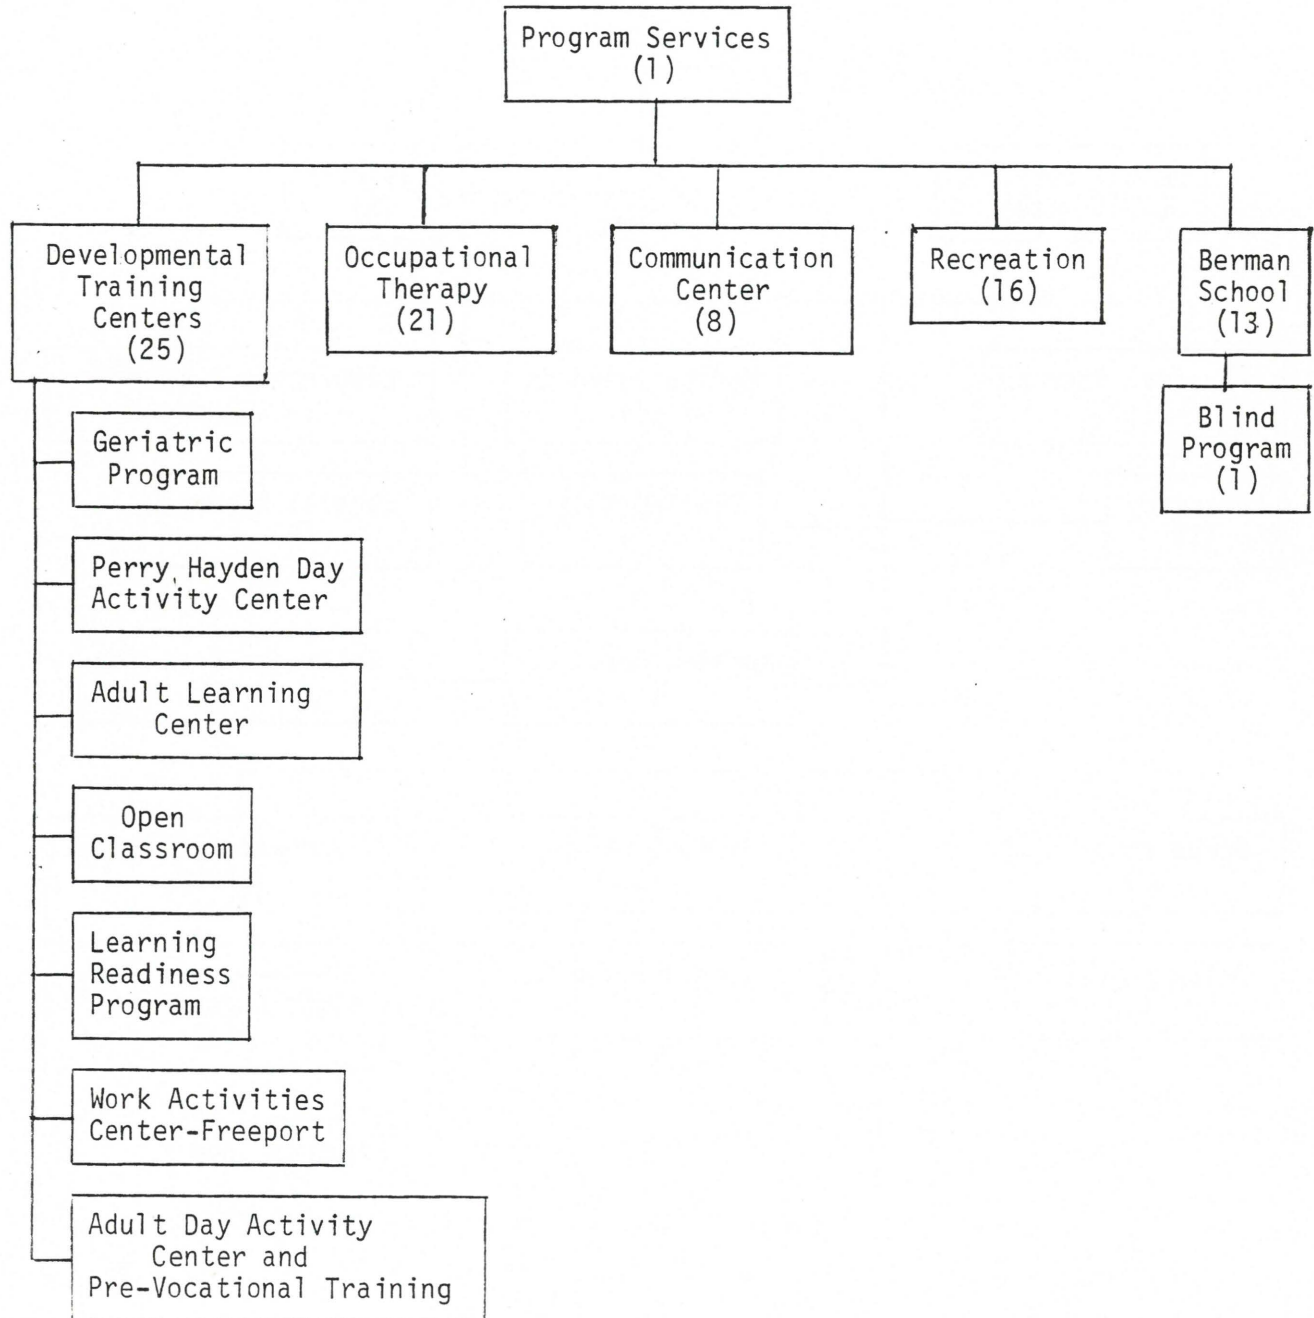 Program Services
(1)
Developmental
Training
Centers
(25)
Occupational
Therapy
(21)
Communication
Center
(8)
Recreation
(16)
Berman
School
(13)
Blind
Program
(1)
Geriatric
Program
Perry, Hayden Day
Activity Center
Adult Learning
Center
Open
Classroom
Learning
Readiness
Program
Work Activities
Center-Freeport
Adult Day Activity
Center and
Pre-Vocational Training